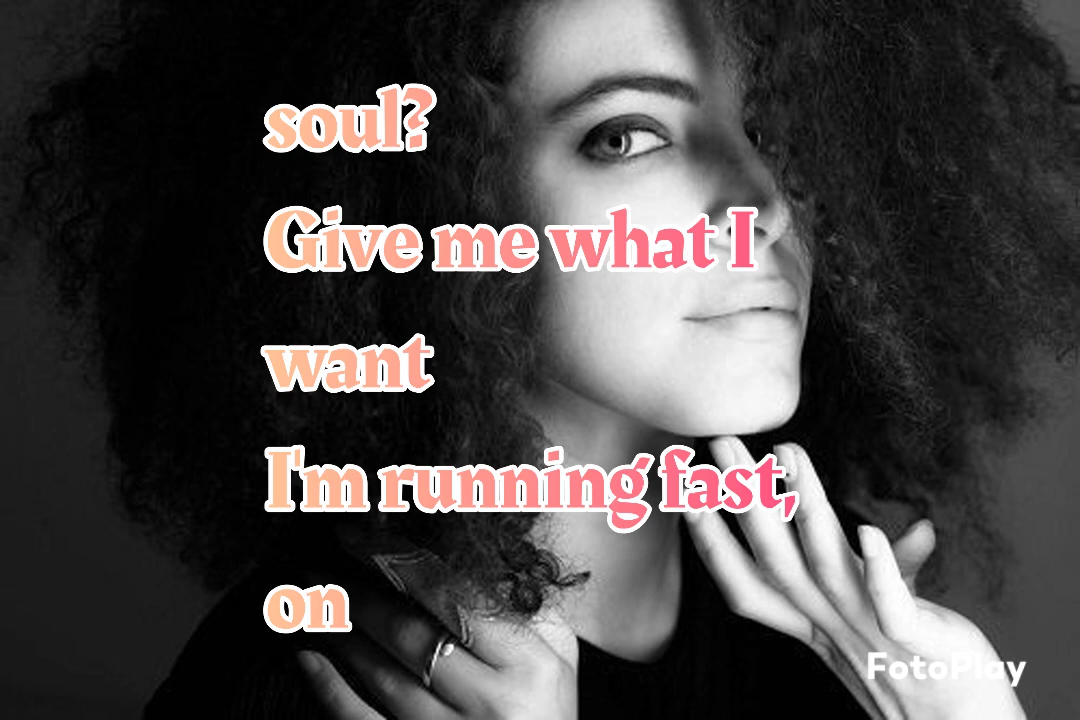 soul?
Give me what I
want
I'm running fast,
on
FotoPlay